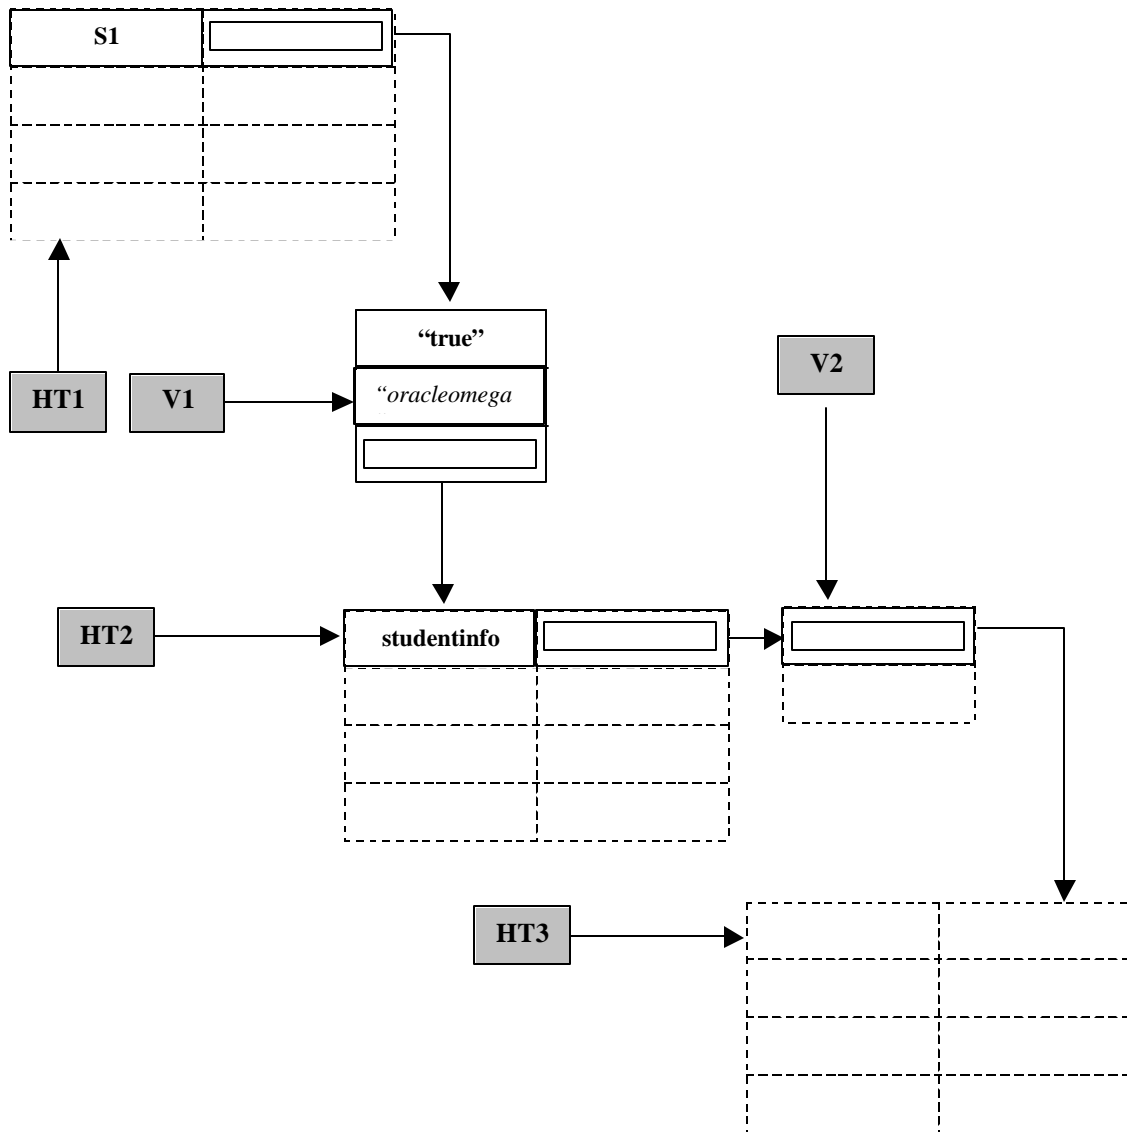 S1
“true”
HT1
V1
“oracleomega
V2
HT2
studentinfo
HT3